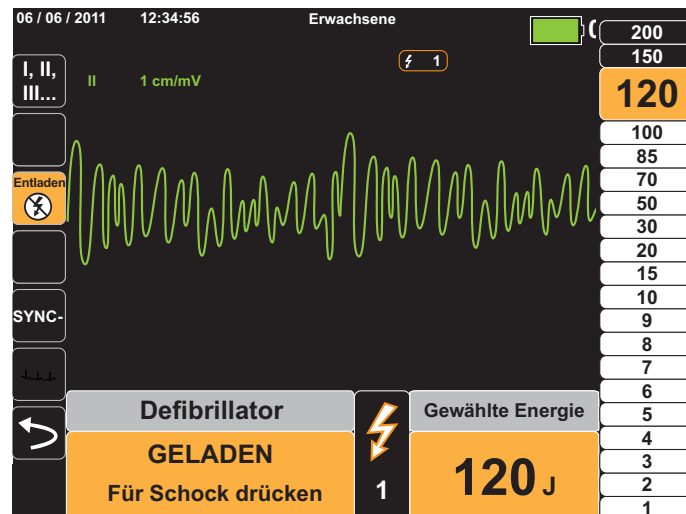 06 / 06 / 2011 12:34:56 Erwachsene
1
I, II,
III...
II 1 cm/mV
Entladen
SYNC-
200
150
120
100
85
70
50
30
20
15
10
9
8
7
6
5
4
3
2
1
Defibrillator
GELADEN
Für Schock drücken
1
Gewählte Energie
120 J